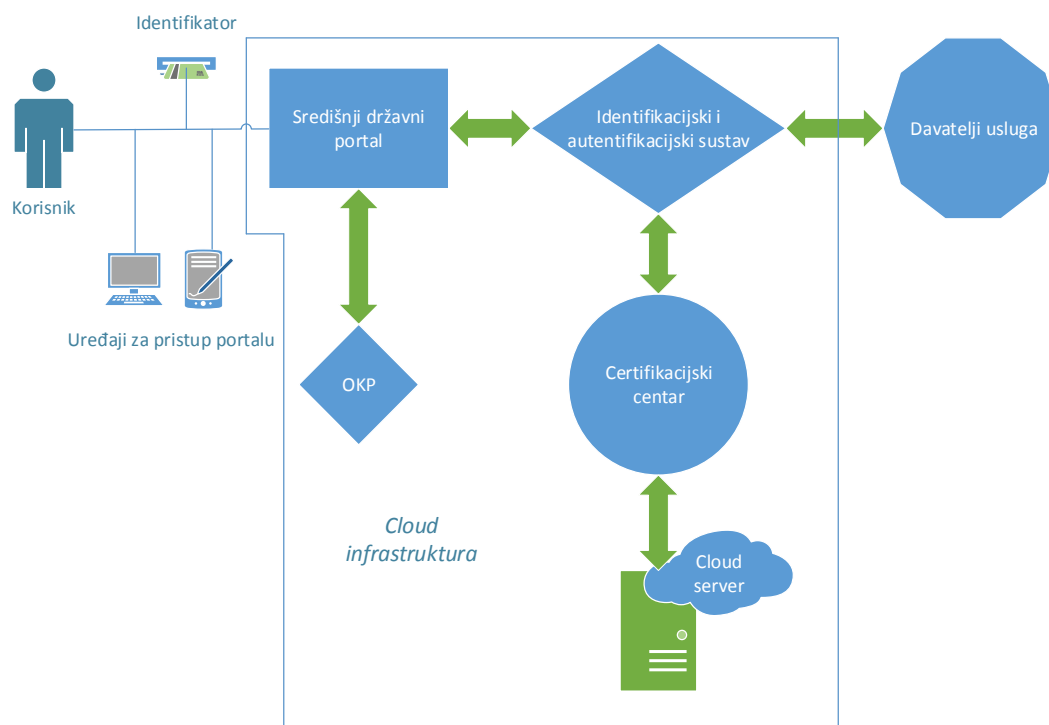 Identifikator
Korisnik
Uređaji za pristup portalu
Središnji državni
portal
Identifikacijski i
autentifikacijski sustav
Davatelji usluga
OKP
Certifikacijski
centar
Cloud
infrastruktura
Cloud
server